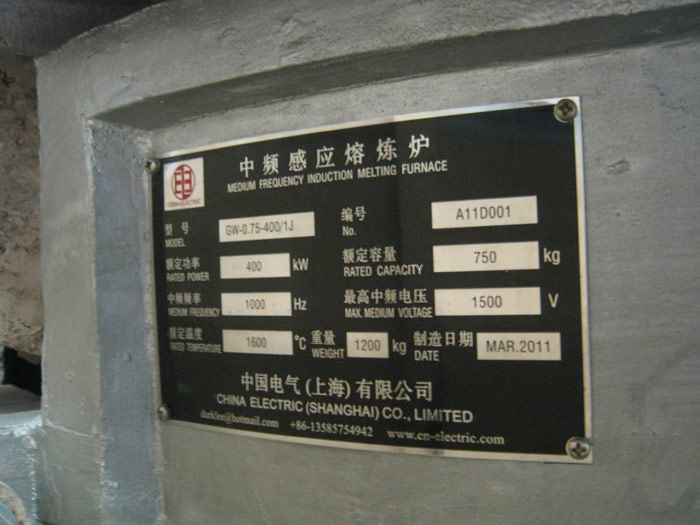 CHINA ELECTRIC
中频感应熔炼炉
MEDIUM FREQUENCY INDUCTION MELTING FURNACE
型号 GW-0.75-400/1J 编号 A11D001
MODEL No.
额定功率 400 kW 额定容量 750 kg
RATED POWER RATED CAPACITY
中频频率 1000 Hz 最高中频电压 1500 V
MEDIUM FREQUENCY MAX. MEDIUM VOLTAGE
额定温度 1600 °C 重量 1200 kg 制造日期 MAR.2011
RATED TEMPERATURE WEIGHT DATE
中国电气(上海)有限公司
CHINA ELECTRIC (SHANGHAI) CO., LIMITED
darklee@hotmail.com +86-13585754942 www.cn-electric.com